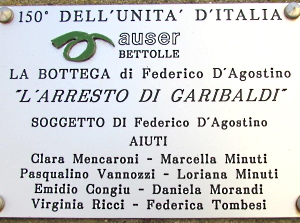 150° DELL'UNITA' D'ITALIA
auser
BETTOLLE
LA BOTTEGA di Federico D'Agostino
"L'ARRESTO DI GARIBALDI"
SOGGETTO DI Federico D'Agostino
AIUTI
Clara Mencaroni - Marcella Minuti
Pasqualino Vannozzi - Loriana Minuti
Emidio Congiu - Daniela Morandi
Virginia Ricci - Federica Tombesi